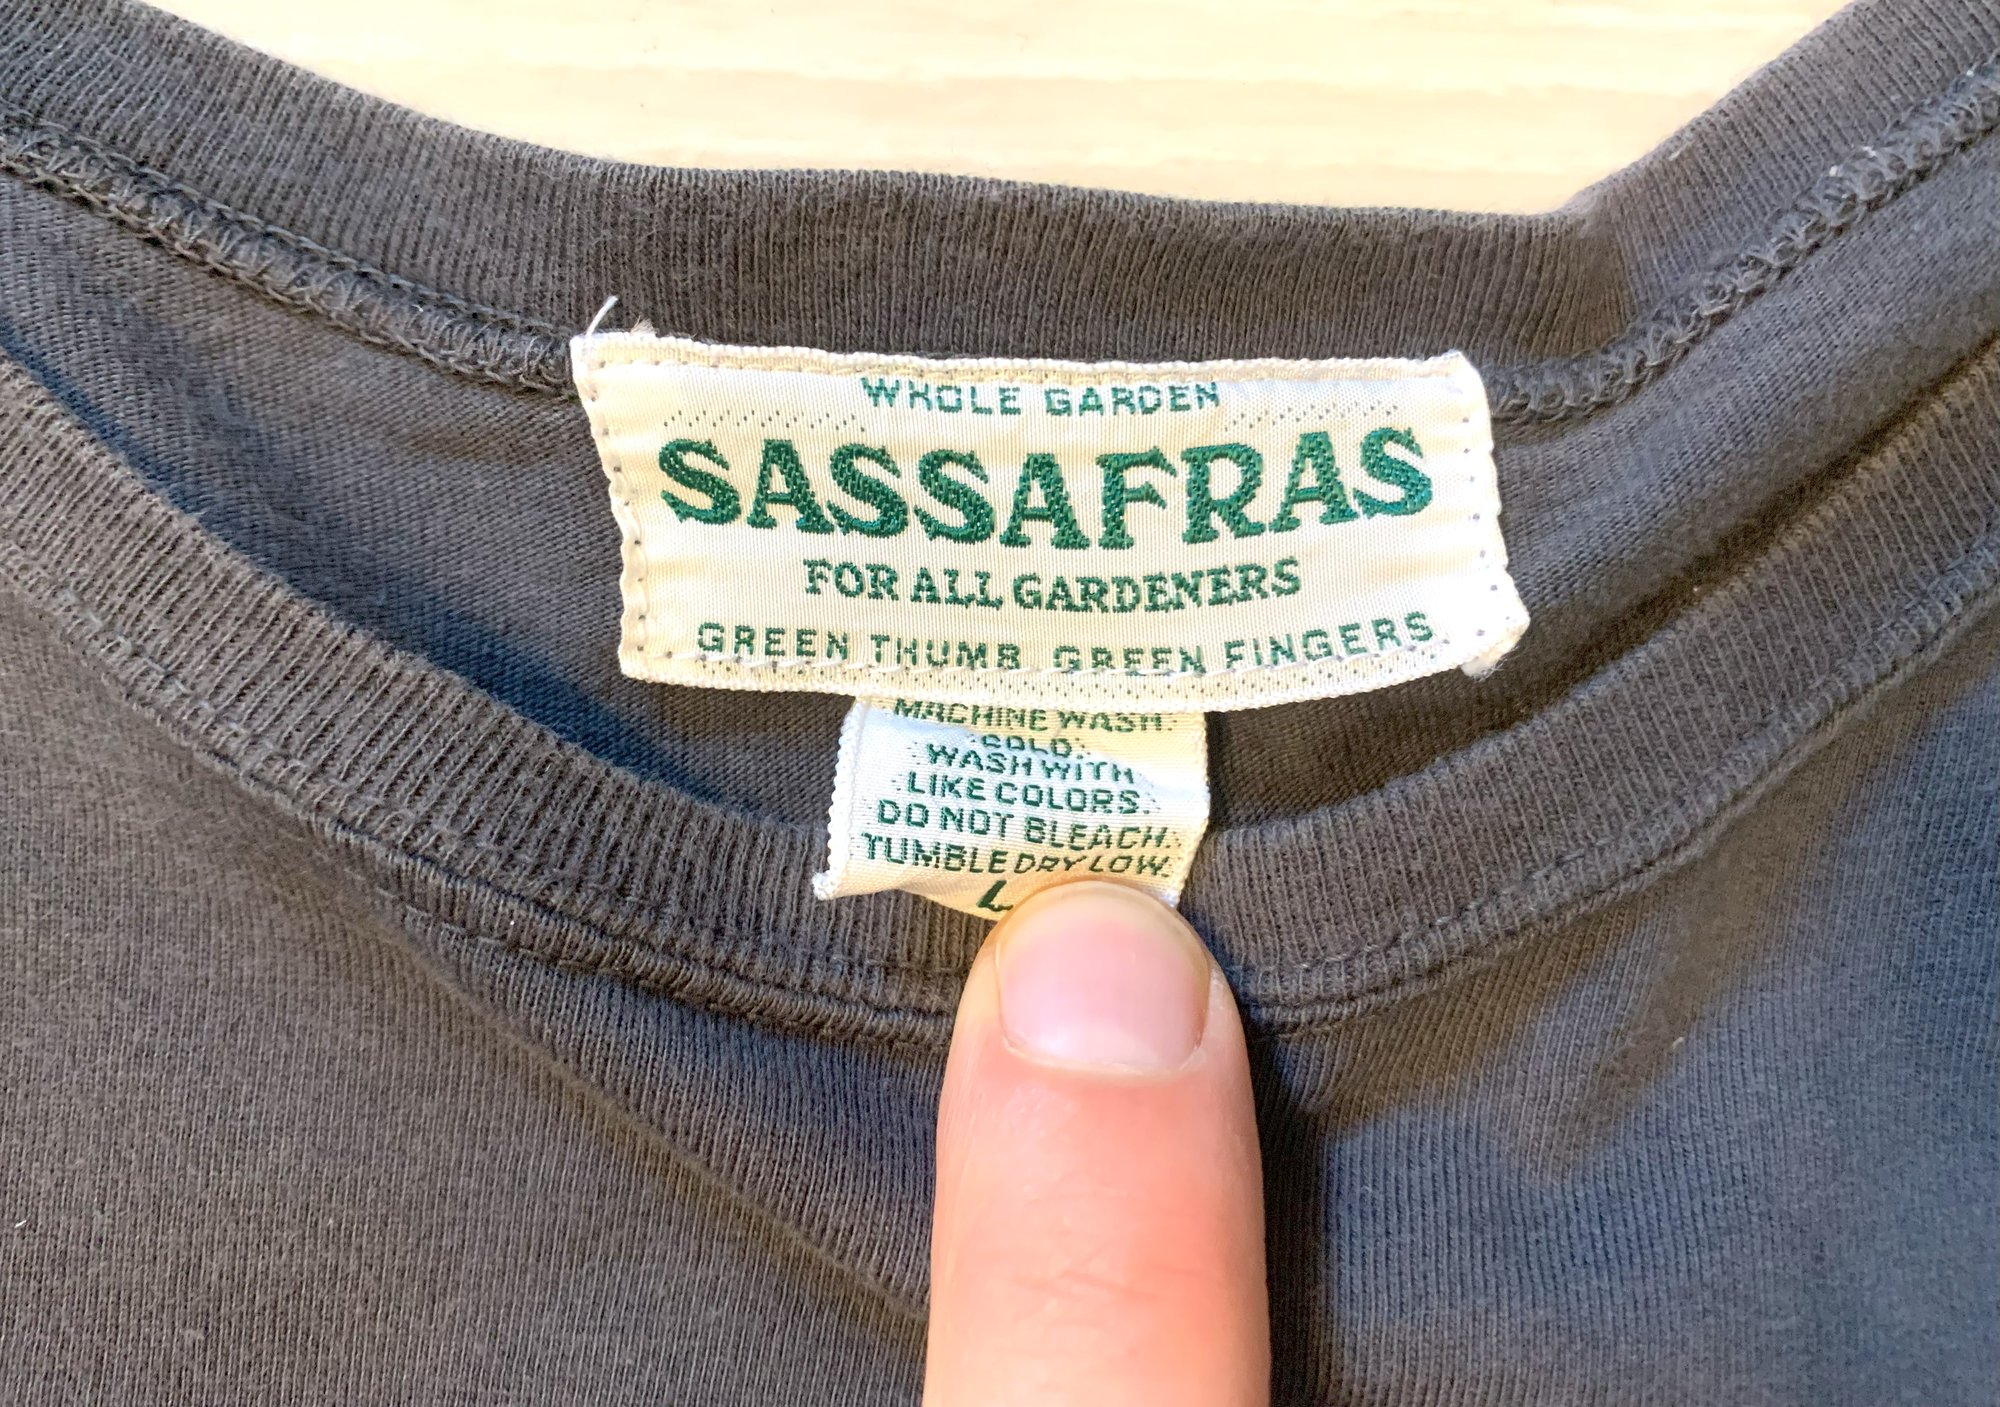 WHOLE GARDEN
SASSAFRAS
FOR ALL GARDENERS
GREEN THUMB GREEN FINGERS
MACHINE WASH
COLD.
WASH WITH
LIKE COLORS.
DO NOT BLEACH.
TUMBLE DRY LOW.
L